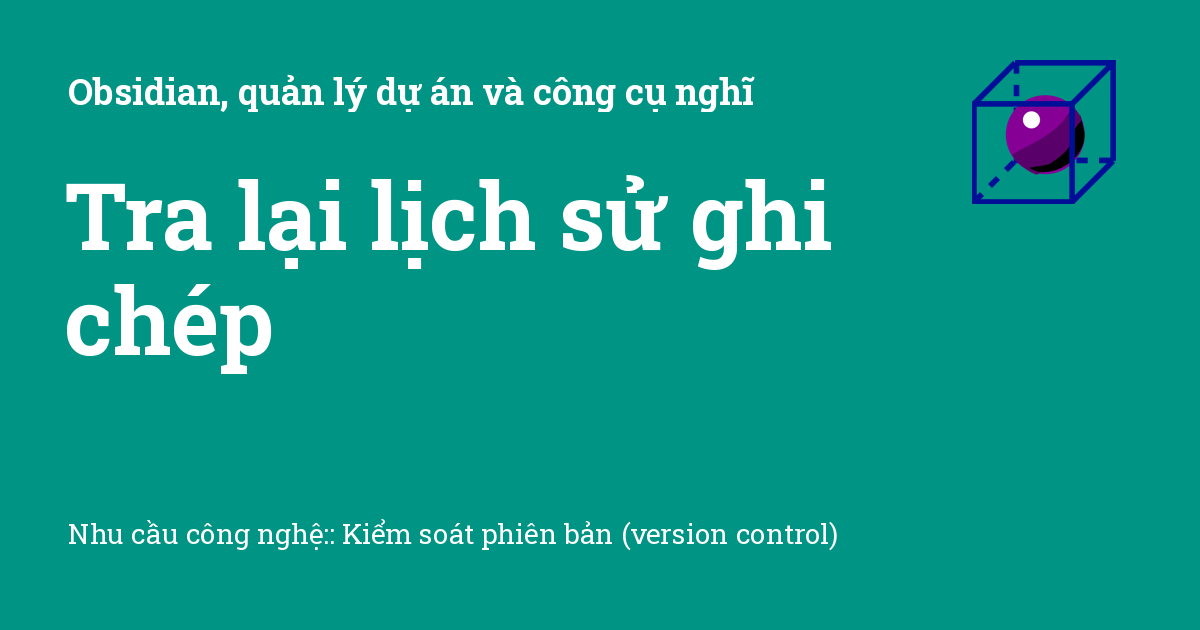 Obsidian, quản lý dự án và công cụ nghĩ
Tra lại lịch sử ghi
chép
Nhu cầu công nghệ:: Kiểm soát phiên bản (version control)